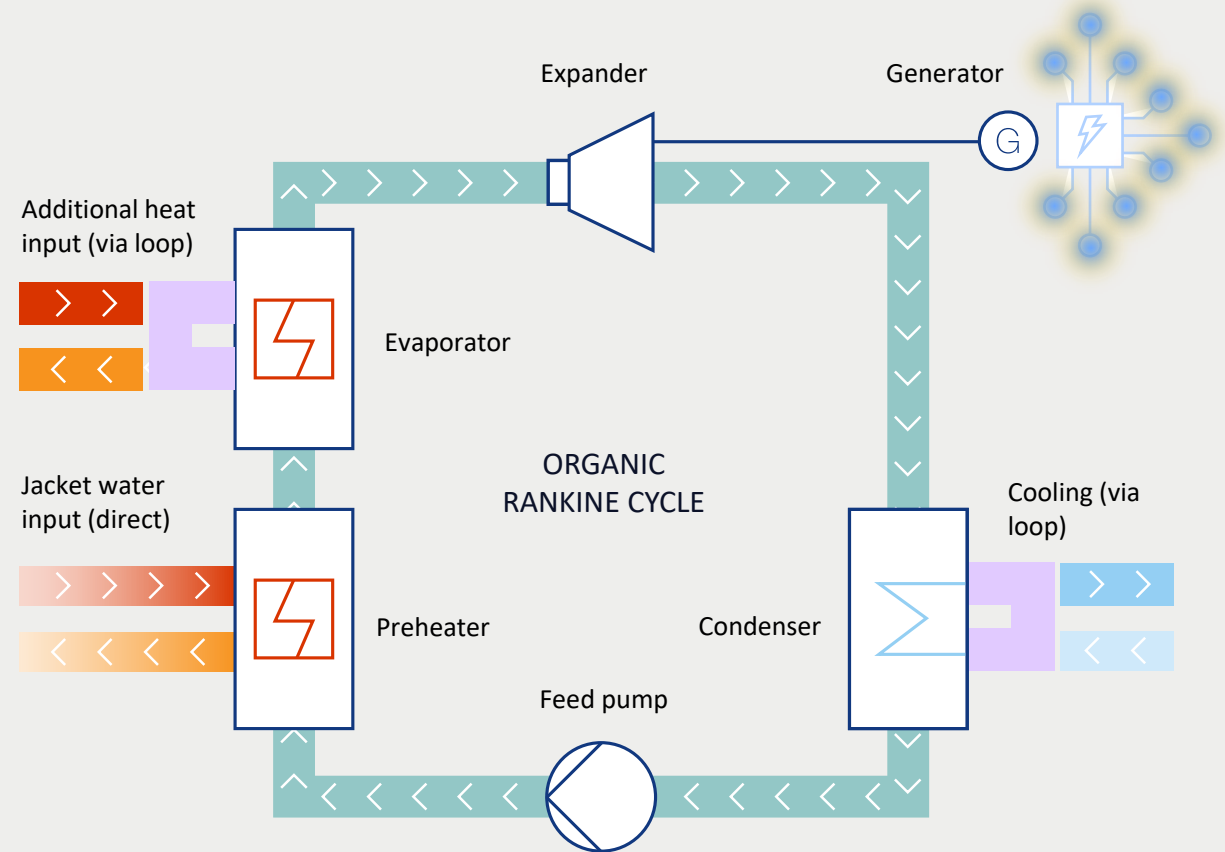 Expander
Generator
G
Additional heat
input (via loop)
Evaporator
ORGANIC
RANKINE CYCLE
Jacket water
input (direct)
Cooling (via
loop)
Preheater
Condenser
Feed pump